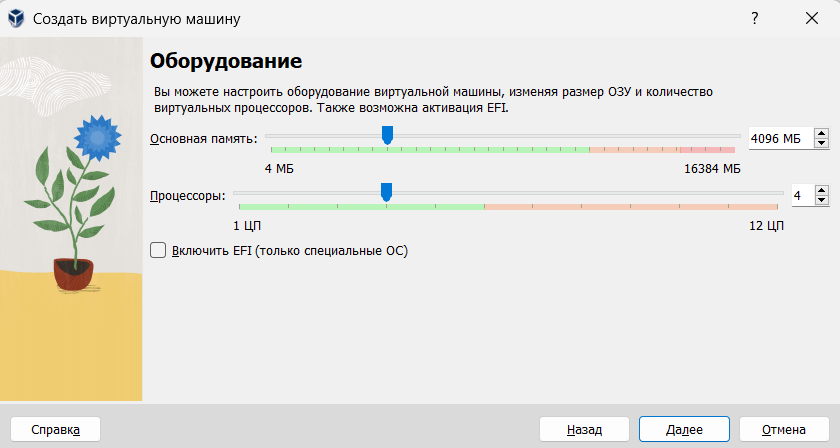 Создать виртуальную машину
?
Оборудование
Вы можете настроить оборудование виртуальной машины, изменяя размер ОЗУ и количество
виртуальных процессоров. Также возможна активация EFI.
Основная память:
4096 МБ
4 МБ
16384 МБ
Процессоры:
4
1 ЦП
12 ЦП
Включить EFI (только специальные ОС)
Справка
Назад
Далее
Отмена